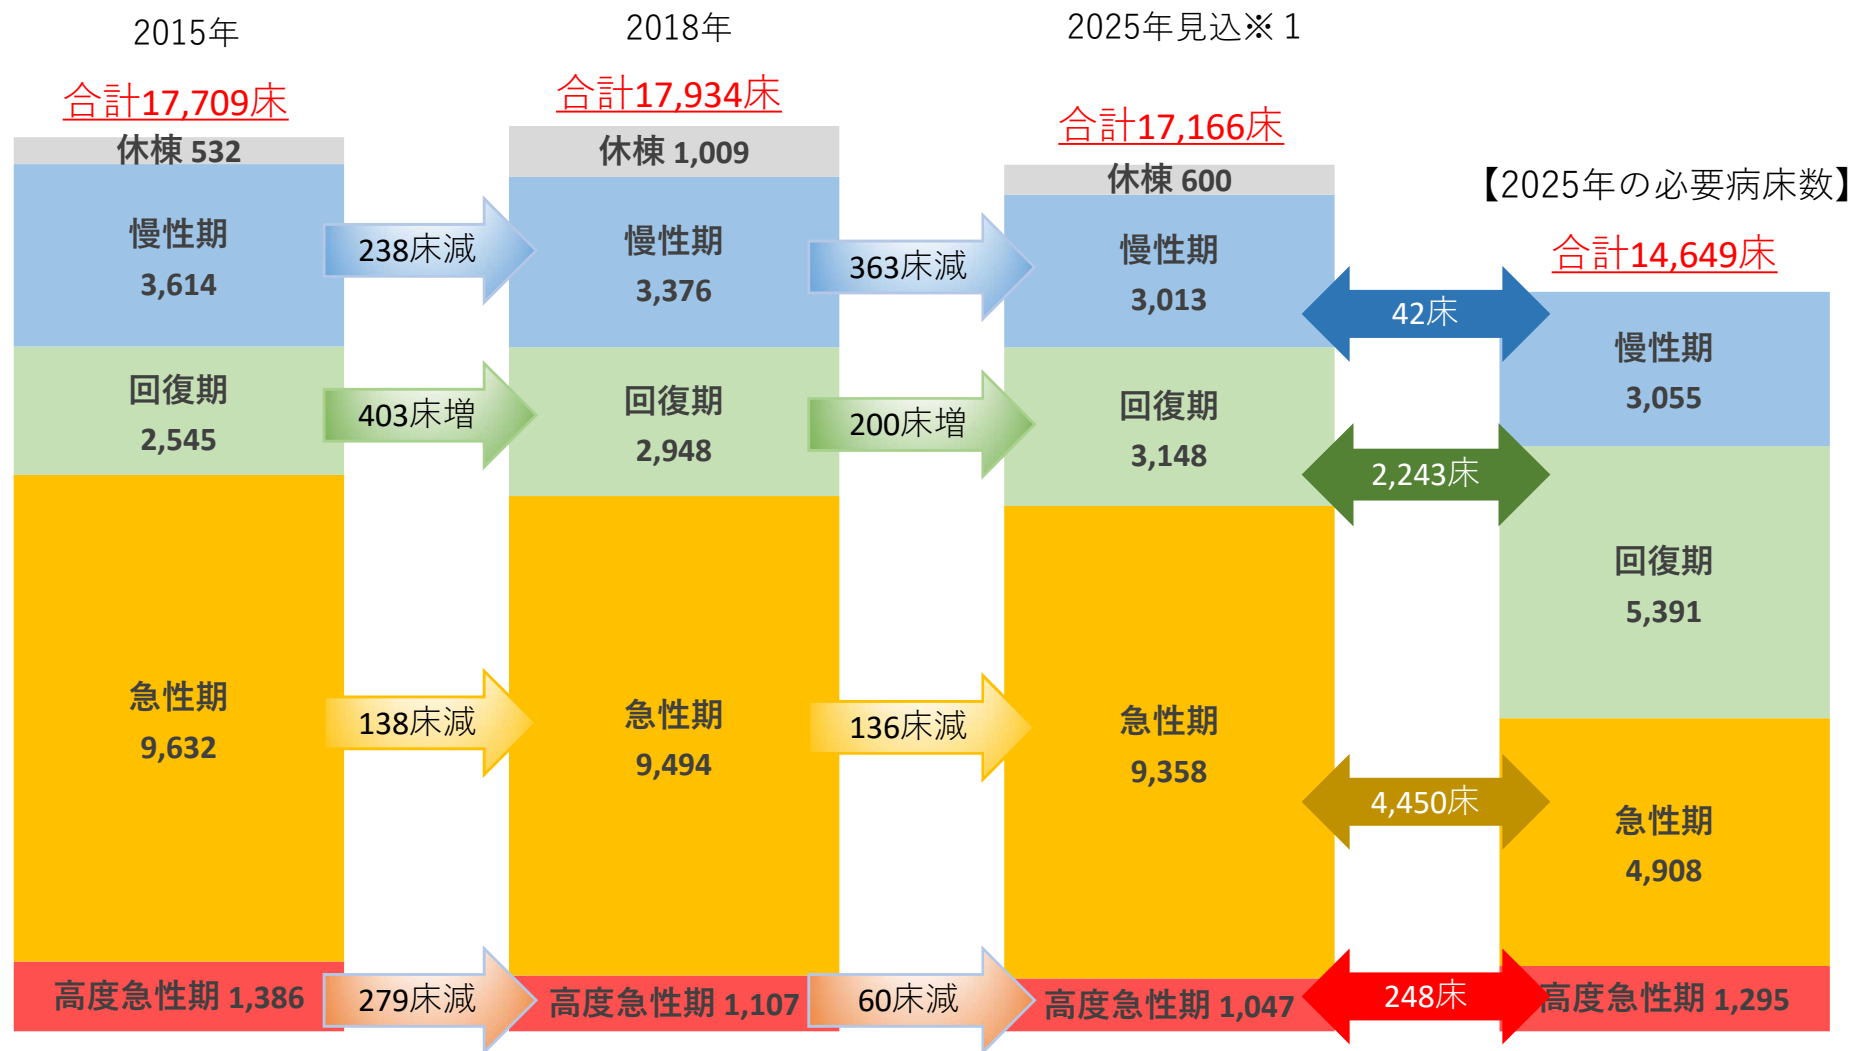 2015年
合計17,709床
休棟 532
慢性期
3,614
回復期
2,545
急性期
9,632
高度急性期 1,386
238床減
403床増
138床減
279床減
2018年
合計17,934床
休棟 1,009
慢性期
3,376
回復期
2,948
急性期
9,494
高度急性期 1,107
363床減
200床増
136床減
60床減
2025年見込※1
合計17,166床
休棟 600
慢性期
3,013
回復期
3,148
急性期
9,358
高度急性期 1,047
42床
2,243床
4,450床
248床
【2025年の必要病床数】
合計14,649床
慢性期
3,055
回復期
5,391
急性期
4,908
高度急性期 1,295